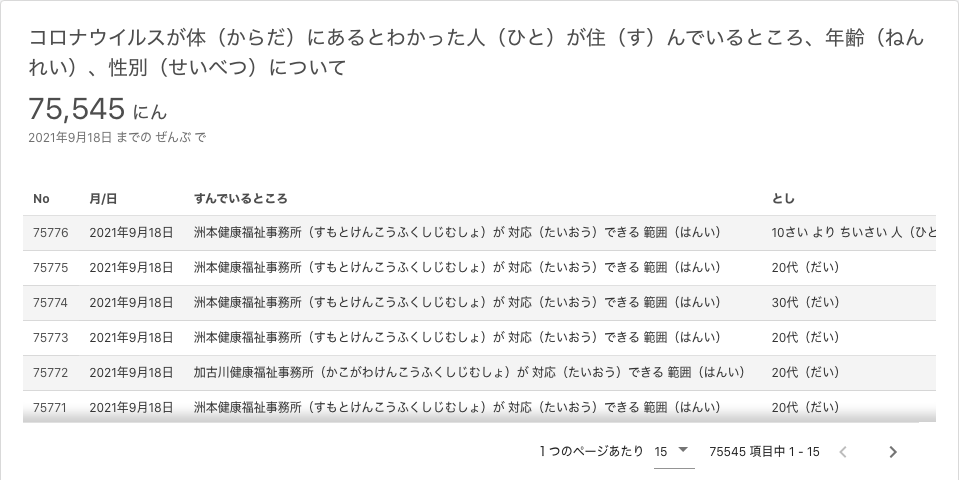 コロナウイルスが体（からだ）にあるとわかった人（ひと）が住（す）んでいるところ、年齢（ねん
れい）、性別（せいべつ）について
75,545 にん
2021年9月18日 までの ぜんぶ で
No 月/日 すんでいるところ とし
75776 2021年9月18日 洲本健康福祉事務所（すもとけんこうふくしじむしょ）が 対応（たいおう）できる 範囲（はんい） 10さい より ちいさい 人（ひと
75775 2021年9月18日 洲本健康福祉事務所（すもとけんこうふくしじむしょ）が 対応（たいおう）できる 範囲（はんい） 20代（だい）
75774 2021年9月18日 洲本健康福祉事務所（すもとけんこうふくしじむしょ）が 対応（たいおう）できる 範囲（はんい） 30代（だい）
75773 2021年9月18日 洲本健康福祉事務所（すもとけんこうふくしじむしょ）が 対応（たいおう）できる 範囲（はんい） 20代（だい）
75772 2021年9月18日 加古川健康福祉事務所（かこがわけんこうふくしじむしょ）が 対応（たいおう）できる 範囲（はんい） 20代（だい）
75771 2021年9月18日 洲本健康福祉事務所（すもとけんこうふくしじむしょ）が 対応（たいおう）できる 範囲（はんい） 20代（だい）
1 つのページあたり 15 75545 項目中 1 - 15